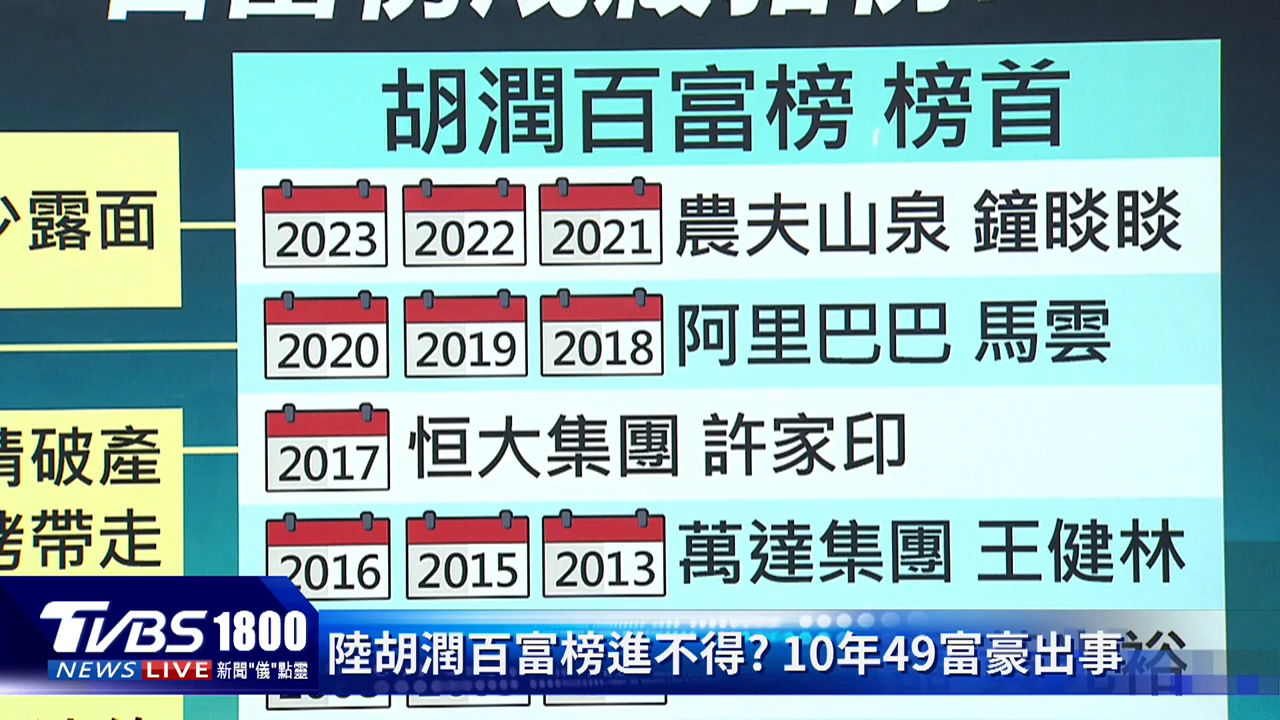 胡潤百富榜 榜首
少露面
2023 2022 2021 農夫山泉 鐘睒睒
2020 2019 2018 阿里巴巴 馬雲
2017 恒大集團 許家印
請破產
2016 2015 2013 萬達集團 王健林
帶走
裕
TVBS 1800
NEWS LIVE 新聞"儀"點靈
陸胡潤百富榜進不得? 10年49富豪出事